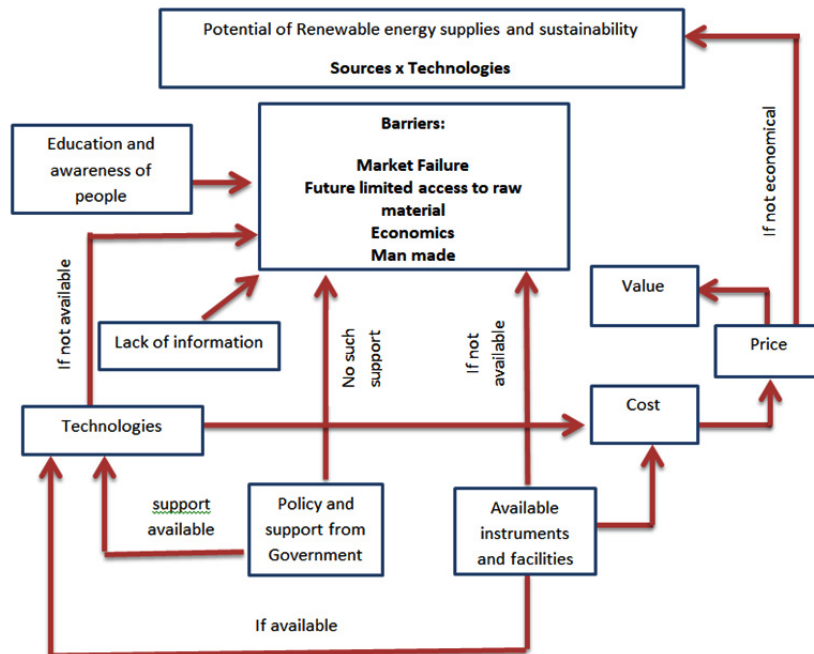 Potential of Renewable energy supplies and sustainability
Sources x Technologies
Barriers:
Market Failure
Future limited access to raw
material
Economics
Man made
Education and
awareness of
people
If not economical
If not available
Lack of information
No such
support
If not
available
Value
Price
Technologies
Cost
support
available
Policy and
support from
Government
Available
instruments
and facilities
If available